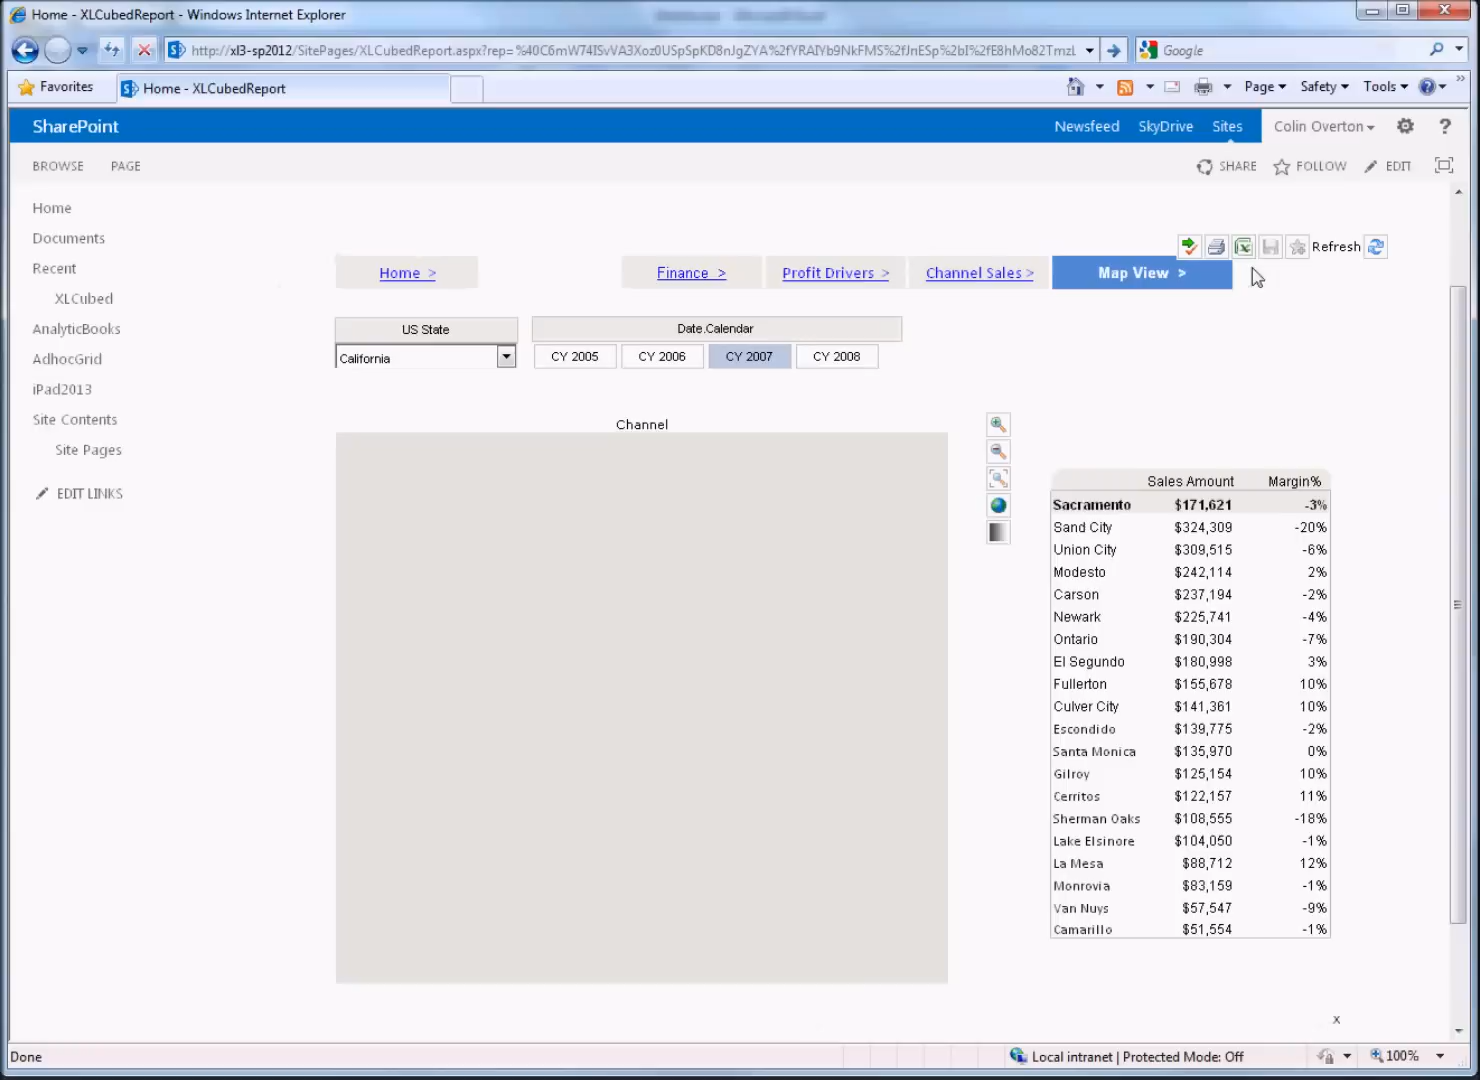 Home - XLCubedReport - Windows Internet Explorer
http://xl3-sp2012/SitePages/XLCubedReport.aspx?rep=
Google
Favorites
Home - XLCubedReport
Page
Safety
Tools
SharePoint
Newsfeed
SkyDrive
Sites
Colin Overton
?
BROWSE
PAGE
SHARE
FOLLOW
EDIT
Home
Documents
Recent
XLCubed
AnalyticBooks
AdhocGrid
iPad2013
Site Contents
Site Pages
EDIT LINKS
Refresh
Home >
Finance >
Profit Drivers >
Channel Sales >
Map View >
US State
Date.Calendar
California
CY 2005
CY 2006
CY 2007
CY 2008
Channel
Sales Amount Margin%
Sacramento $171,621 -3%
Sand City $324,309 -20%
Union City $309,515 -6%
Modesto $242,114 2%
Carson $237,194 -2%
Newark $225,741 -4%
Ontario $190,304 -7%
El Segundo $180,998 3%
Fullerton $155,678 10%
Culver City $141,361 10%
Escondido $139,775 -2%
Santa Monica $135,970 0%
Gilroy $125,154 10%
Cerritos $122,157 11%
Sherman Oaks $108,555 -18%
Lake Elsinore $104,050 -1%
La Mesa $88,712 12%
Monrovia $83,159 -1%
Van Nuys $57,547 -9%
Camarillo $51,554 -1%
x
Done
Local intranet | Protected Mode: Off
100%